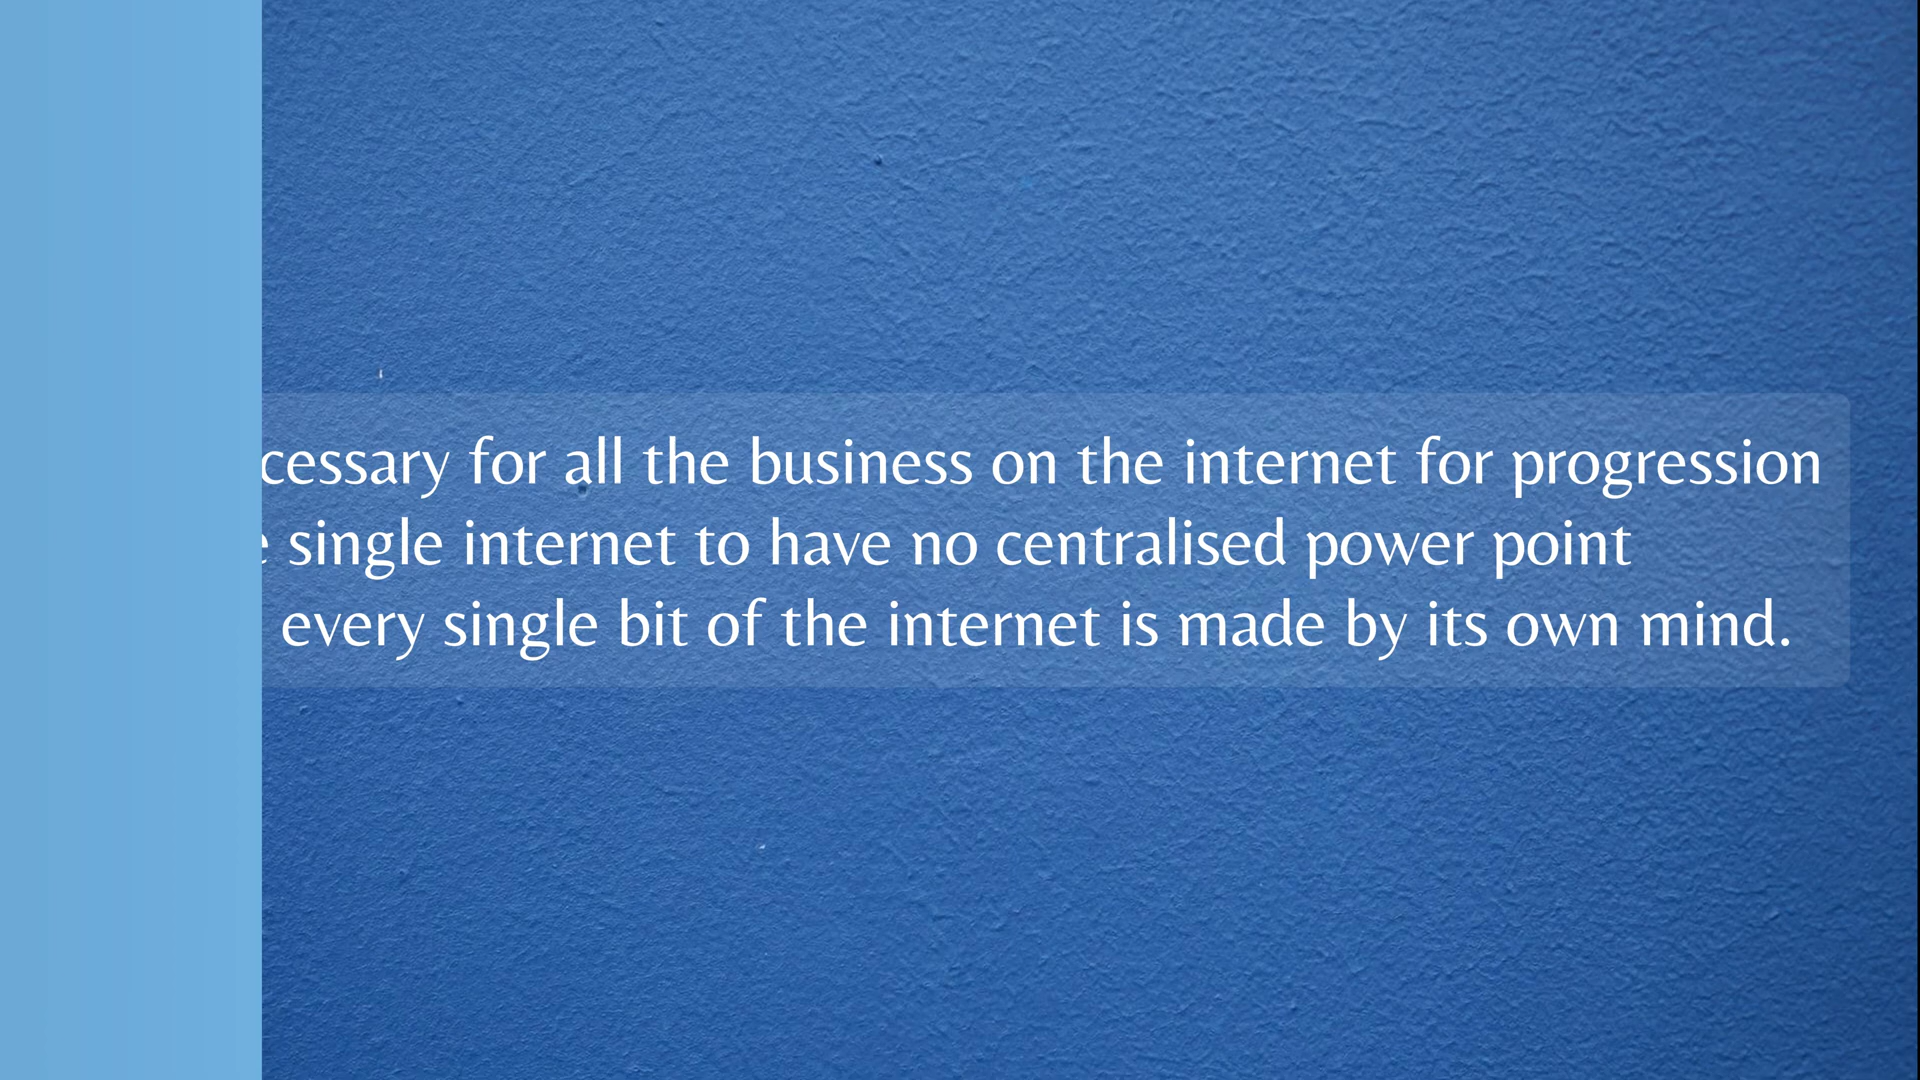 cessary for all the business on the internet for progression
single internet to have no centralised power point
every single bit of the internet is made by its own mind.